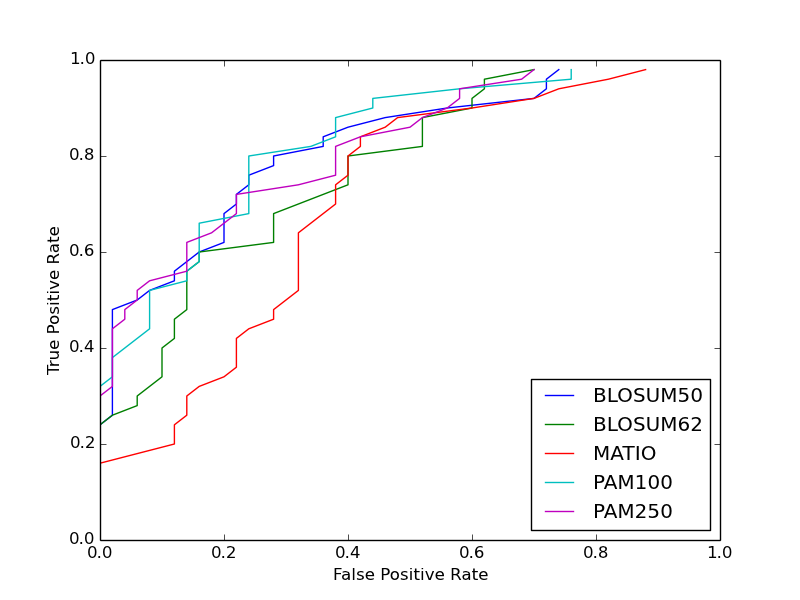 1.0
0.8
0.6
0.4
0.2
0.0
True Positive Rate
0.0 0.2 0.4 0.6 0.8 1.0
False Positive Rate
BLOSUM50
BLOSUM62
MATIO
PAM100
PAM250